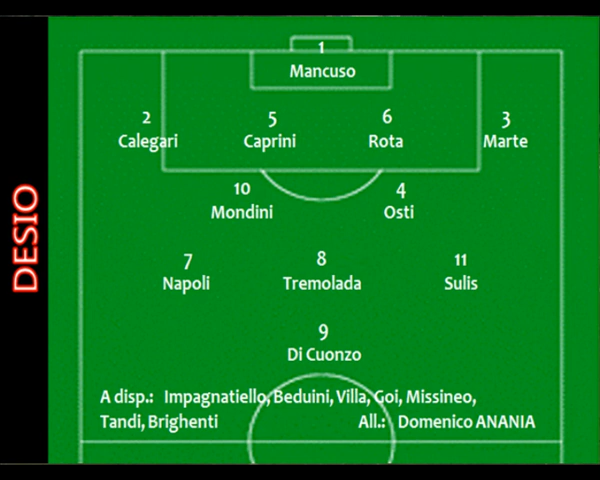 DESIO
1
Mancuso
2 5 6 3
Calegari Caprini Rota Marte
10 4
Mondini Osti
7 8 11
Napoli Tremolada Sulis
9
Di Cuonzo
A disp.: Impagnatiello, Beduini, Villa, Goi, Missineo,
Tandi, Brighenti All.: Domenico ANANIA